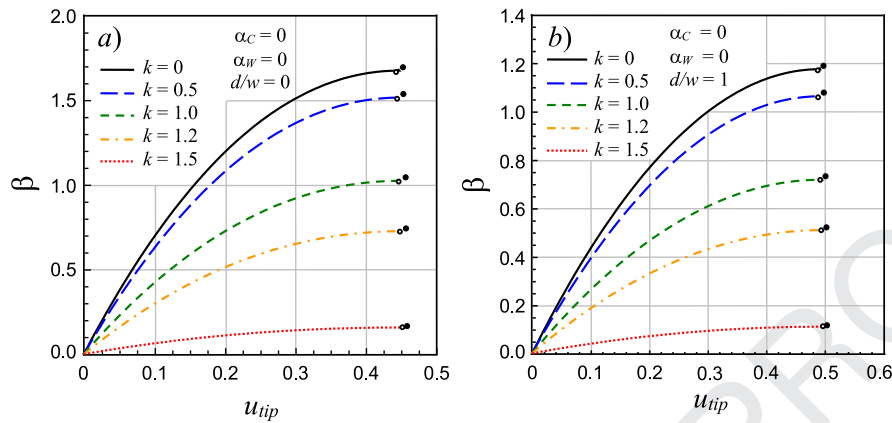 a)
α_C = 0
α_W = 0
d/w = 0
k = 0
k = 0.5
k = 1.0
k = 1.2
k = 1.5
2.0
1.5
1.0
0.5
0.0
β
0 0.1 0.2 0.3 0.4 0.5
u_tip
b)
α_C = 0
α_W = 0
d/w = 1
k = 0
k = 0.5
k = 1.0
k = 1.2
k = 1.5
1.4
1.2
1.0
0.8
0.6
0.4
0.2
0.0
β
0 0.1 0.2 0.3 0.4 0.5 0.6
u_tip
PRO